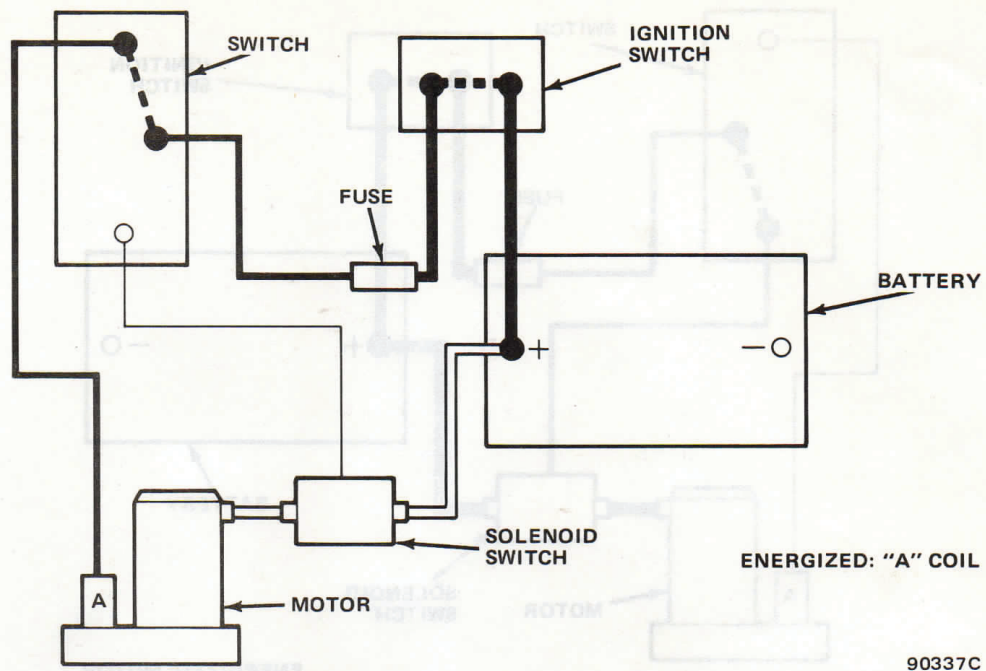 SWITCH
IGNITION
SWITCH
FUSE
BATTERY
+
−
SOLENOID
SWITCH
ENERGIZED: "A" COIL
A
MOTOR
90337C